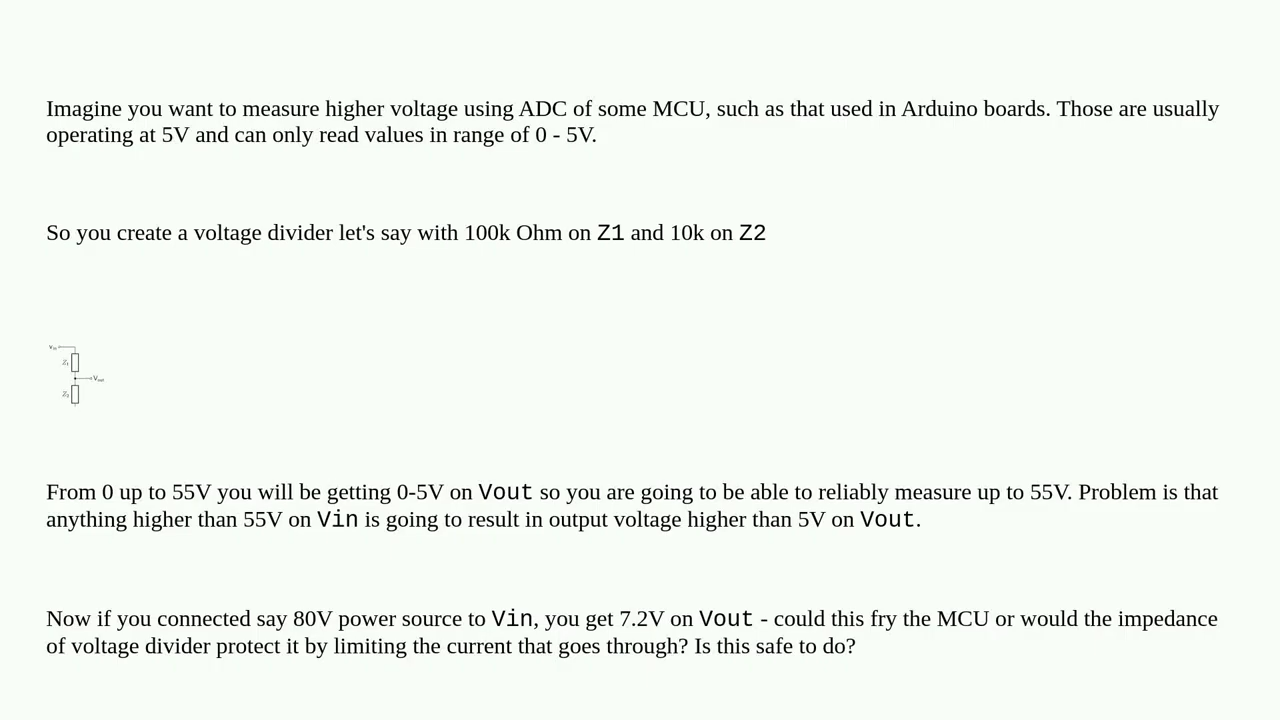 Imagine you want to measure higher voltage using ADC of some MCU, such as that used in Arduino boards. Those are usually
operating at 5V and can only read values in range of 0 - 5V.
So you create a voltage divider let's say with 100k Ohm on Z1 and 10k on Z2
Vin
Z1
Vout
Z2
From 0 up to 55V you will be getting 0-5V on Vout so you are going to be able to reliably measure up to 55V. Problem is that
anything higher than 55V on Vin is going to result in output voltage higher than 5V on Vout.
Now if you connected say 80V power source to Vin, you get 7.2V on Vout - could this fry the MCU or would the impedance
of voltage divider protect it by limiting the current that goes through? Is this safe to do?